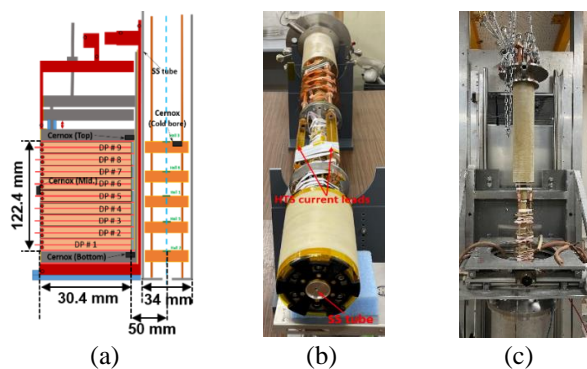 SS tube
Cernox
(Cold bore)
Cernox (Top)
DP # 9
DP # 8
DP # 7
Cernox (Mid.)
DP # 6
DP # 5
DP # 4
DP # 3
DP # 2
DP # 1
Cernox (Bottom)
122.4 mm
30.4 mm
34 mm
50 mm
HTS current leads
SS tube
(a)
(b)
(c)